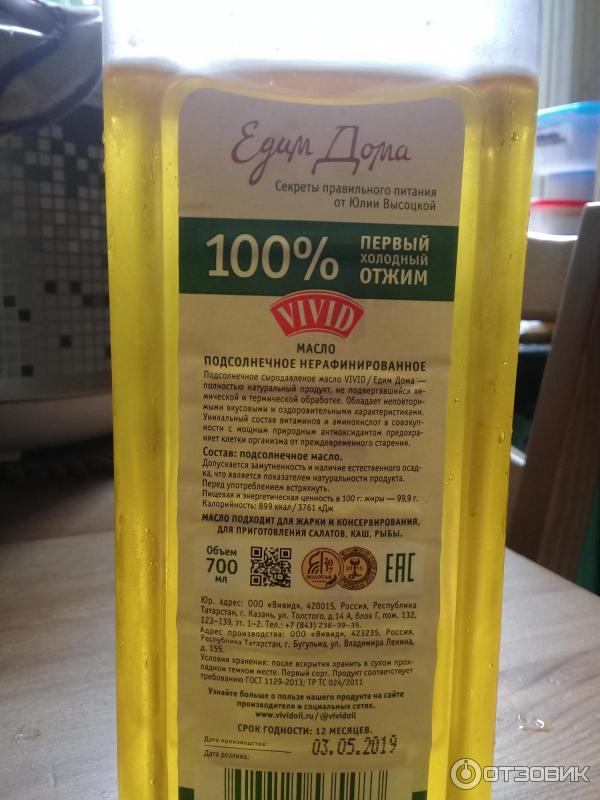 Едим Дома
Секреты правильного питания
от Юлии Высоцкой
100% ПЕРВЫЙ
ХОЛОДНЫЙ
ОТЖИМ
VIVID
МАСЛО
ПОДСОЛНЕЧНОЕ НЕРАФИНИРОВАННОЕ
Подсолнечное сыродавленое масло VIVID / Едим Дома —
полностью натуральный продукт, не подвергавшийся хи-
мической и термической обработке. Обладает неповтори-
мыми вкусовыми и оздоровительными характеристиками.
Уникальный состав витаминов и аминокислот в совокуп-
ности с мощным природным антиоксидантом предохра-
няет клетки организма от преждевременного старения.
Состав: подсолнечное масло.
Допускается замутненность и наличие естественного осад-
ка, что является показателем натуральности продукта.
Перед употреблением встряхнуть.
Пищевая и энергетическая ценность в 100 г: жиры — 99,9 г.
Калорийность: 899 ккал / 3761 кДж
МАСЛО ПОДХОДИТ ДЛЯ ЖАРКИ И КОНСЕРВИРОВАНИЯ,
ДЛЯ ПРИГОТОВЛЕНИЯ САЛАТОВ, КАШ, РЫБЫ.
Объем
700
мл
ЕАС
Юр. адрес: ООО «Вивид», 420015, Россия, Республика
Татарстан, г. Казань, ул. Толстого, д.14 А, блок Г, пом. 132,
123–139, эт. 1–2. Тел.: +7 (843) 236–39–35.
Адрес производства: ООО «Вивид», 423235, Россия,
Республика Татарстан, г. Бугульма, ул. Владимира Ленина,
д. 155.
Условия хранения: после вскрытия хранить в сухом прох-
ладном темном месте. Первый сорт. Продукт соответствует
требованию ГОСТ 1129-2013; ТР ТС 024/2011
Узнайте больше о пользе нашего продукта на сайте
производителя и социальных сетях.
www.vividoil.ru / @vividoil
СРОК ГОДНОСТИ: 12 МЕСЯЦЕВ.
Дата производства:
Дата розлива: 03.05.2019
ОТЗОВИК